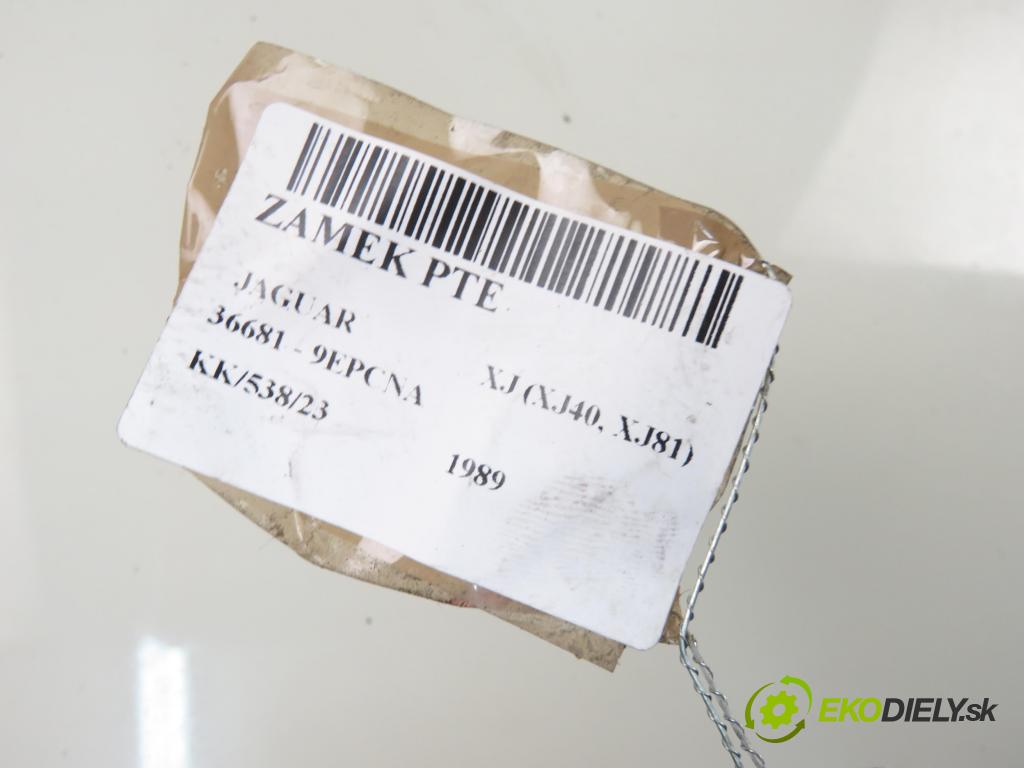 ZAMEK PTE
JAGUAR XJ (XJ40, XJ81)
36681 - 9EPCNA
KK/538/23 1989
EKODIELY.sk